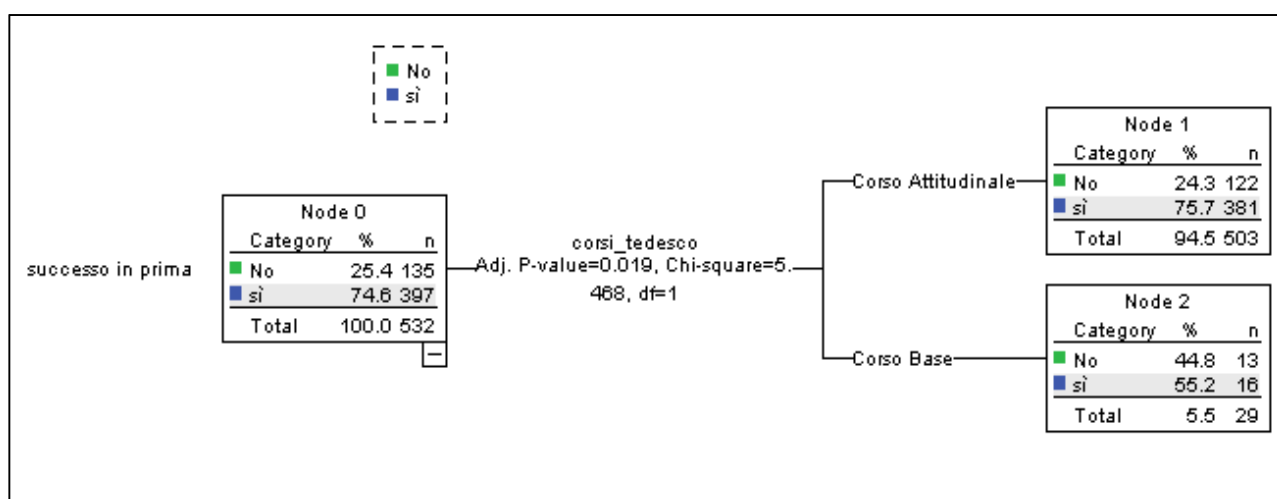 No
sì
successo in prima
Node 0
Category % n
No 25.4 135
sì 74.6 397
Total 100.0 532
corsi_tedesco
Adj. P-value=0.019, Chi-square=5.
468, df=1
Corso Attitudinale
Node 1
Category % n
No 24.3 122
sì 75.7 381
Total 94.5 503
Corso Base
Node 2
Category % n
No 44.8 13
sì 55.2 16
Total 5.5 29